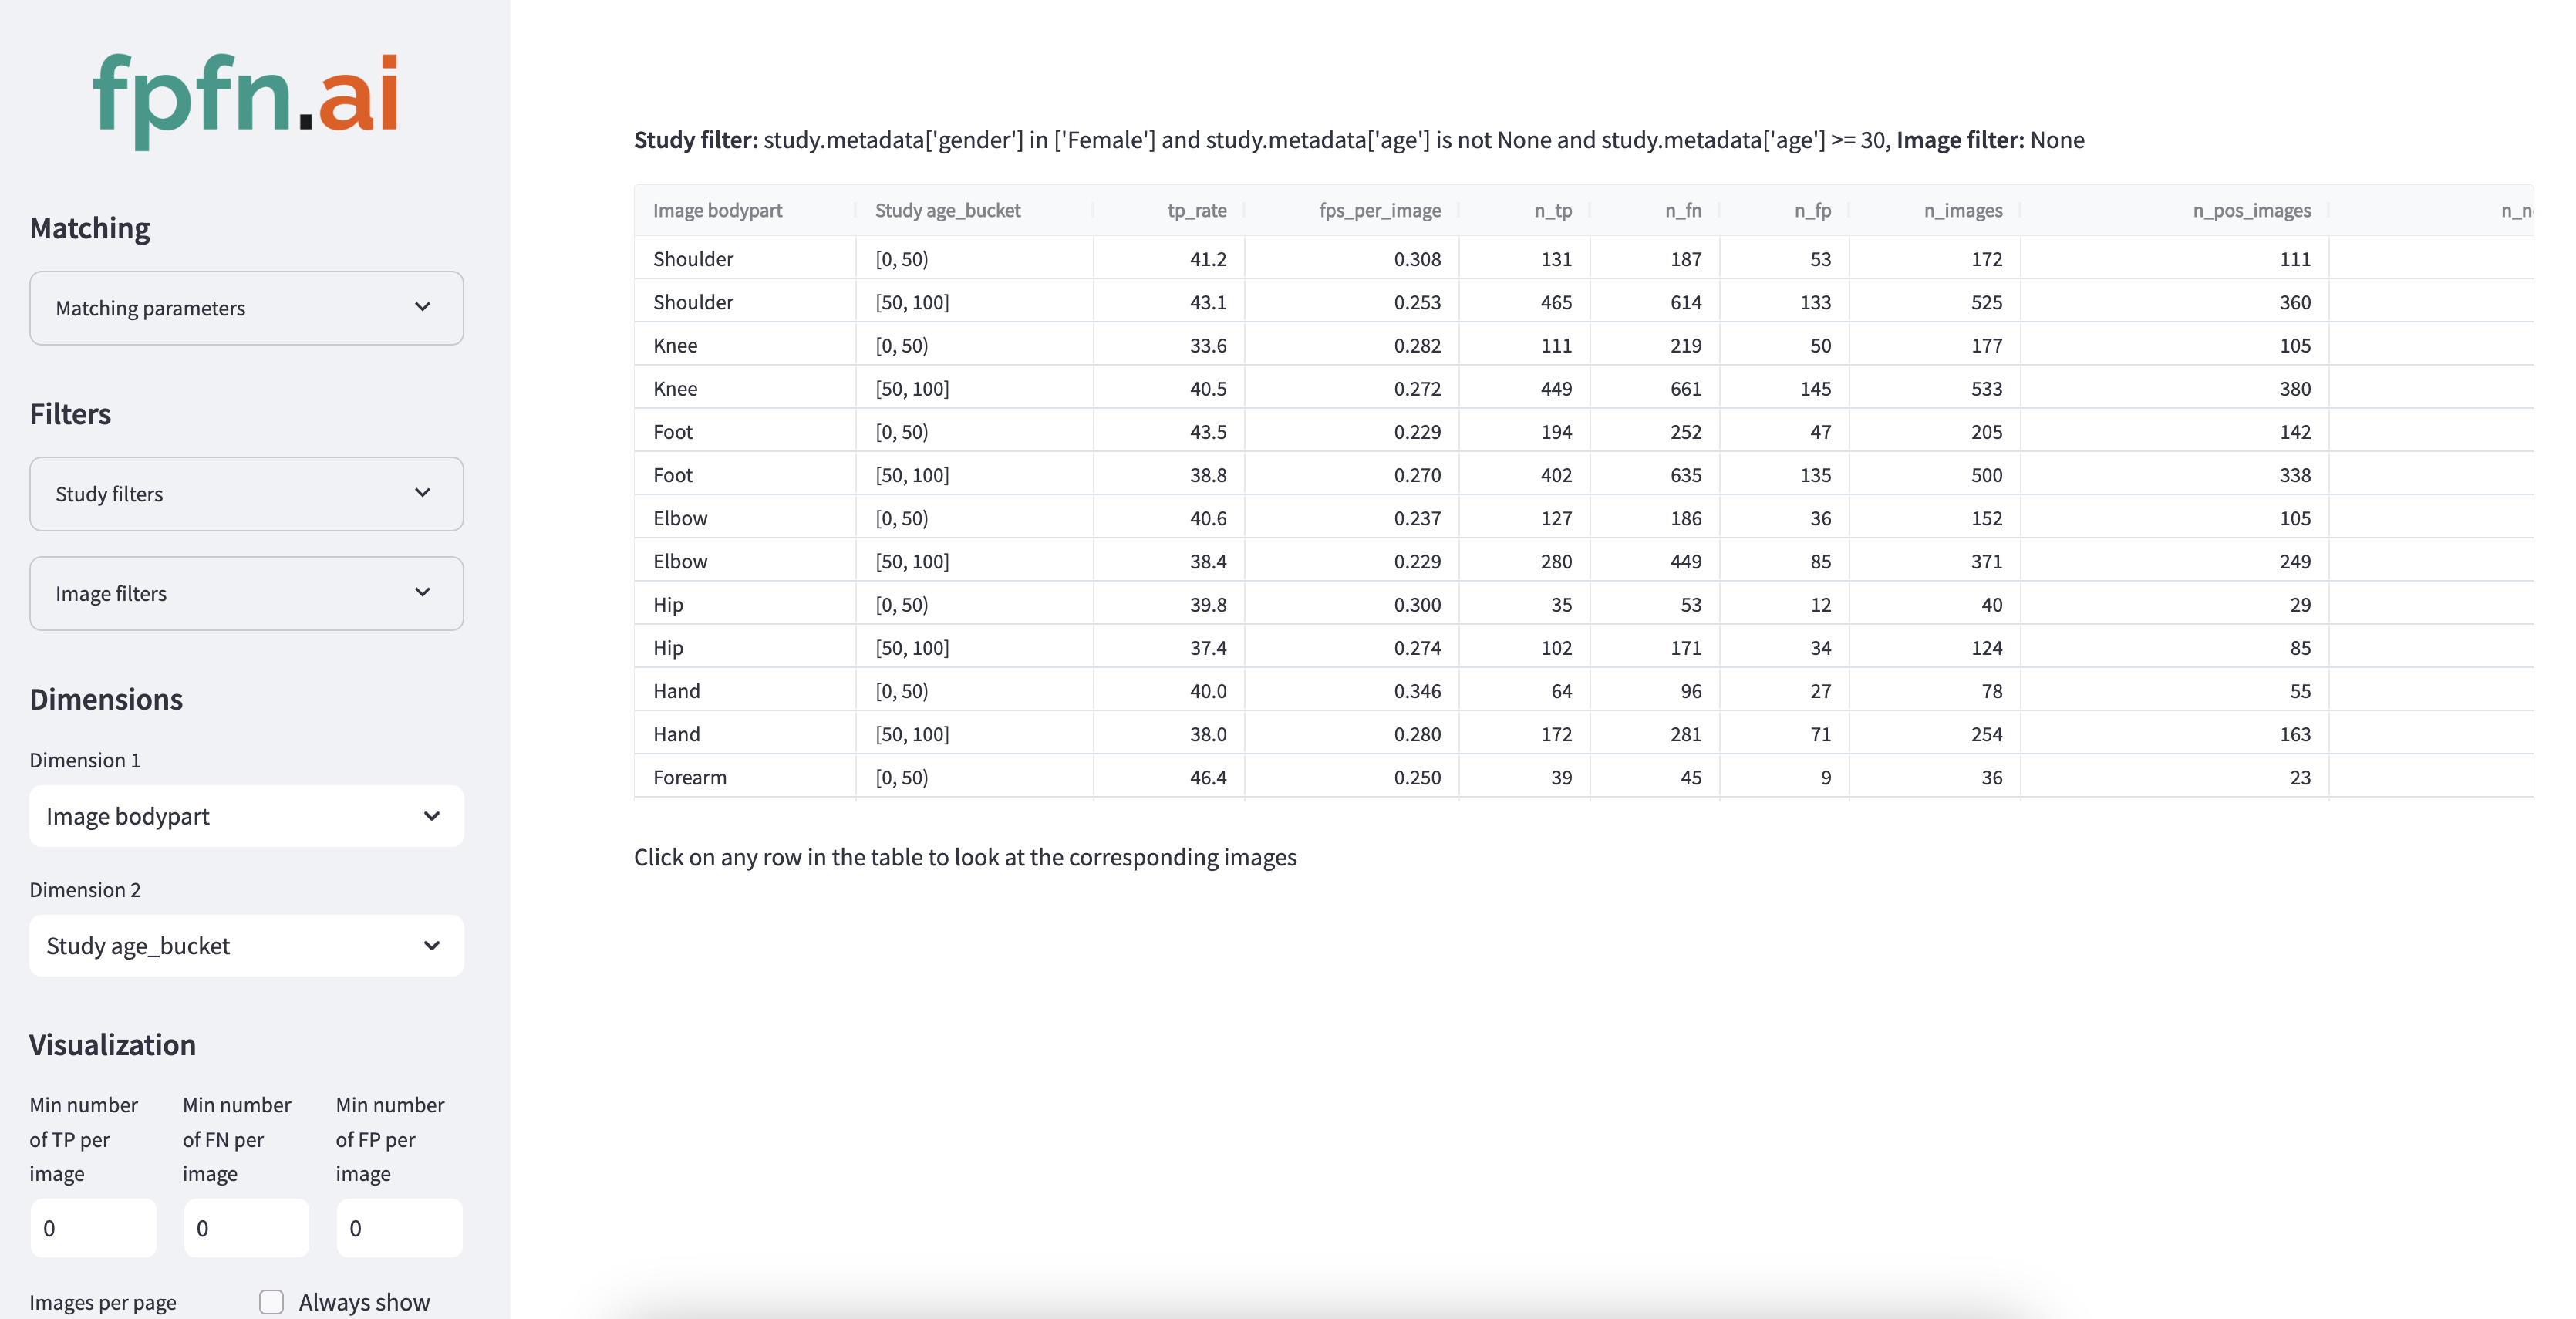 fpfn.ai
Matching
Matching parameters
Filters
Study filters
Image filters
Dimensions
Dimension 1
Image bodypart
Dimension 2
Study age_bucket
Visualization
Min number of TP per image
Min number of FN per image
Min number of FP per image
0 0 0
Images per page
Always show
Study filter: study.metadata['gender'] in ['Female'] and study.metadata['age'] is not None and study.metadata['age'] >= 30, Image filter: None
Image bodypart Study age_bucket tp_rate fps_per_image n_tp n_fn n_fp n_images n_pos_images n_n
Shoulder [0, 50) 41.2 0.308 131 187 53 172 111
Shoulder [50, 100] 43.1 0.253 465 614 133 525 360
Knee [0, 50) 33.6 0.282 111 219 50 177 105
Knee [50, 100] 40.5 0.272 449 661 145 533 380
Foot [0, 50) 43.5 0.229 194 252 47 205 142
Foot [50, 100] 38.8 0.270 402 635 135 500 338
Elbow [0, 50) 40.6 0.237 127 186 36 152 105
Elbow [50, 100] 38.4 0.229 280 449 85 371 249
Hip [0, 50) 39.8 0.300 35 53 12 40 29
Hip [50, 100] 37.4 0.274 102 171 34 124 85
Hand [0, 50) 40.0 0.346 64 96 27 78 55
Hand [50, 100] 38.0 0.280 172 281 71 254 163
Forearm [0, 50) 46.4 0.250 39 45 9 36 23
Click on any row in the table to look at the corresponding images